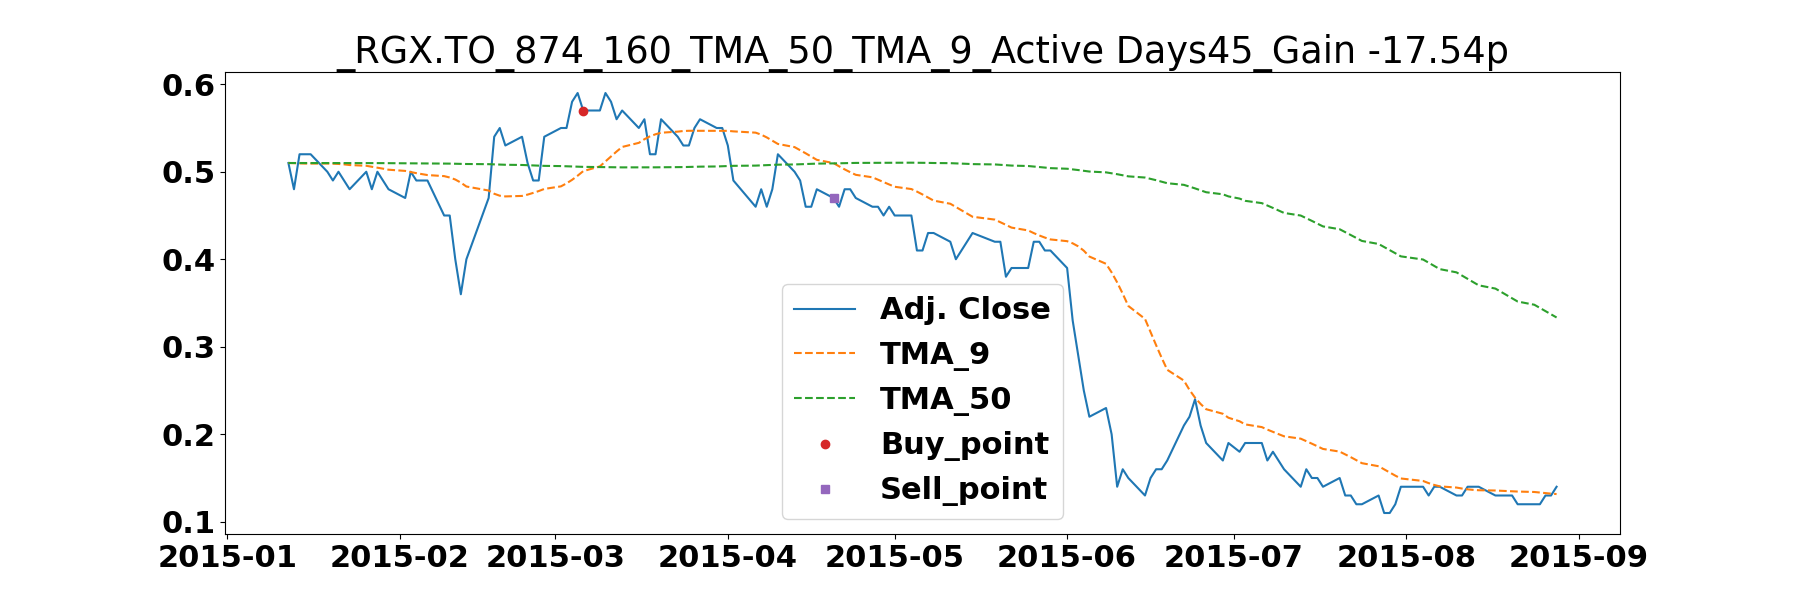 _RGX.TO_874_160_TMA_50_TMA_9_Active Days45_Gain -17.54p
0.6
0.5
0.4
0.3
0.2
0.1
Adj. Close
TMA_9
TMA_50
Buy_point
Sell_point
2015-01 2015-02 2015-03 2015-04 2015-05 2015-06 2015-07 2015-08 2015-09